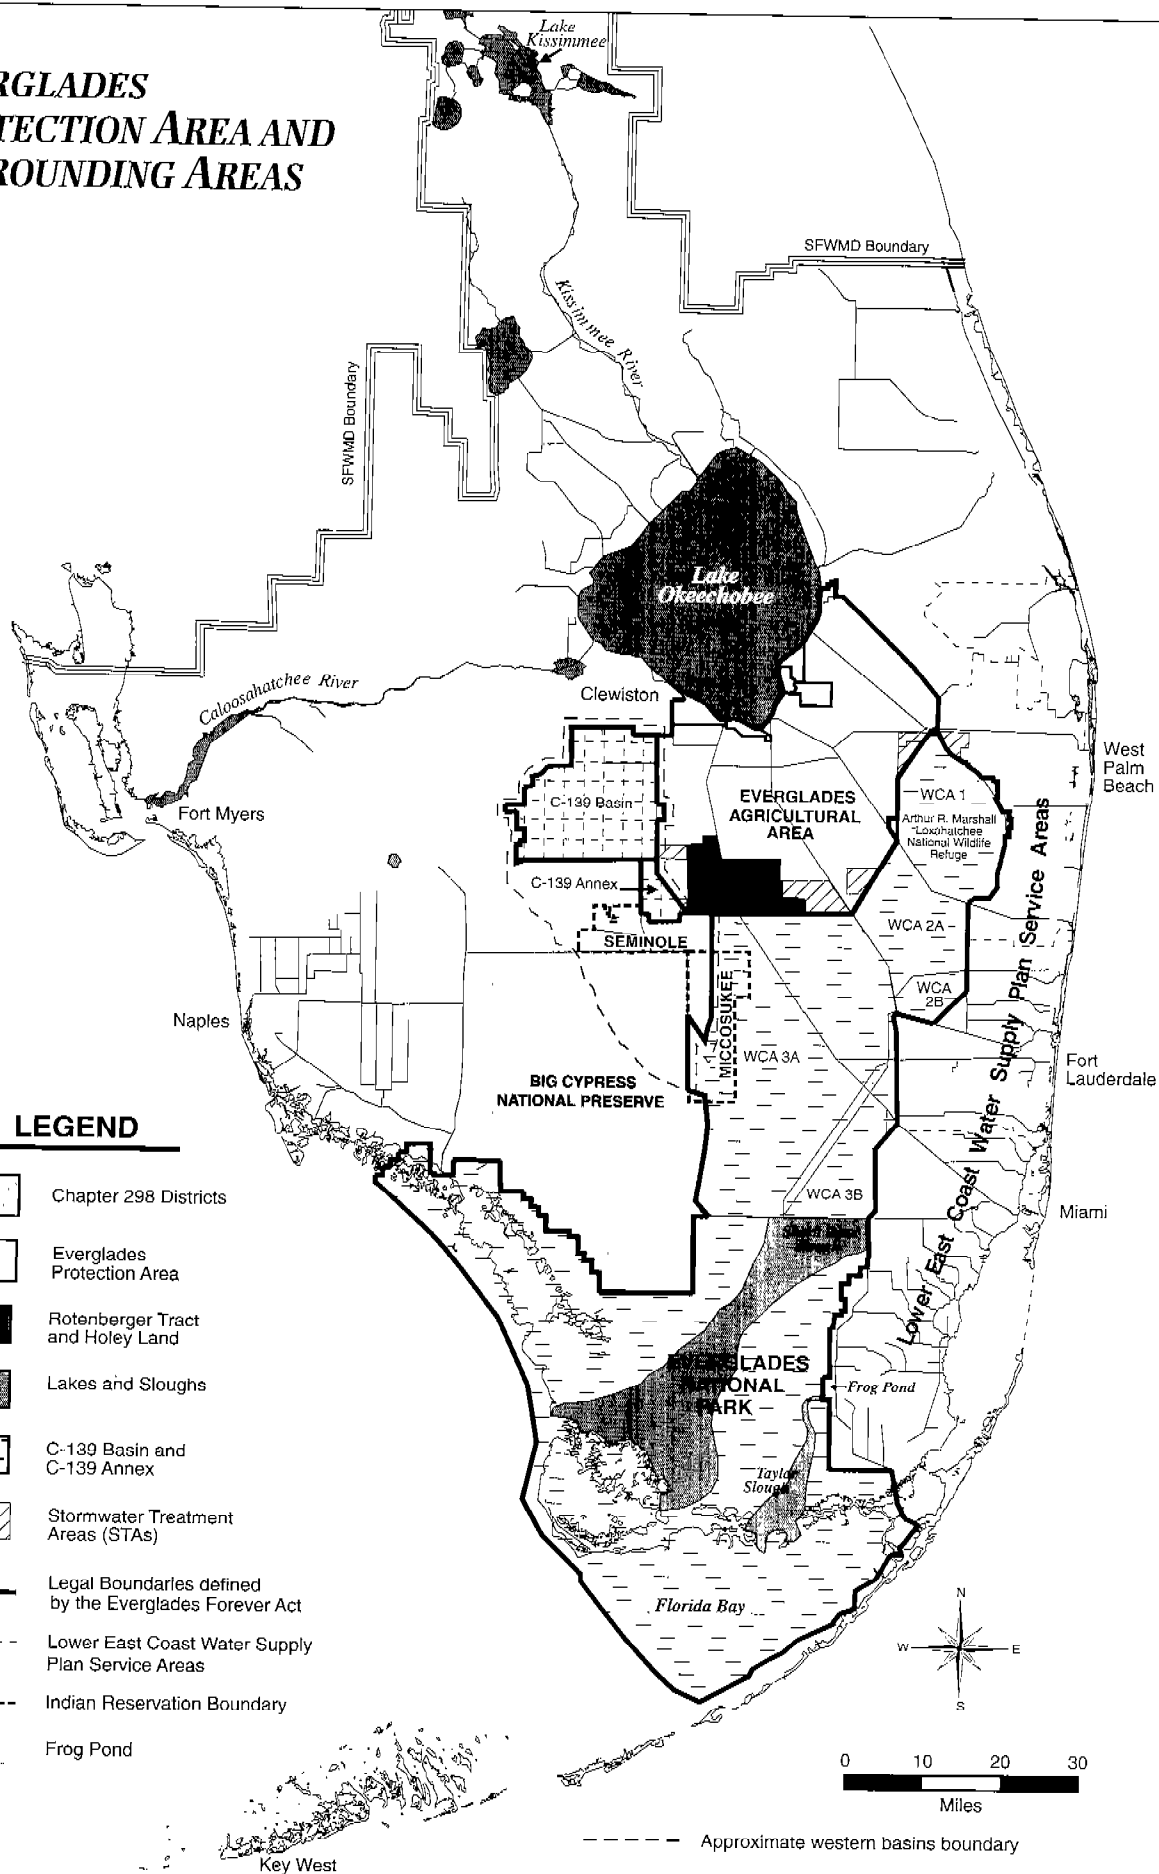 Lake
Kissimmee
RGLADES
TECTION AREA AND
ROUNDING AREAS
SFWMD Boundary
Kissimmee River
SFWMD Boundary
Lake
Okeechobee
Caloosahatchee River
Clewiston
Fort Myers
West
Palm
Beach
WCA 1
Arthur R. Marshall
Loxahatchee
National Wildlife
Refuge
EVERGLADES
AGRICULTURAL
AREA
C-139 Basin
C-139 Annex
SEMINOLE
MICCOSUKEE
WCA 2A
WCA
2B
WCA 3A
Naples
BIG CYPRESS
NATIONAL PRESERVE
Fort
Lauderdale
Lower East Coast Water Supply Plan Service Areas
WCA 3B
Miami
EVERGLADES
NATIONAL
PARK
Frog Pond
Taylor
Slough
Florida Bay
LEGEND
Chapter 298 Districts
Everglades
Protection Area
Rotenberger Tract
and Holey Land
Lakes and Sloughs
C-139 Basin and
C-139 Annex
Stormwater Treatment
Areas (STAs)
Legal Boundaries defined
by the Everglades Forever Act
Lower East Coast Water Supply
Plan Service Areas
Indian Reservation Boundary
Frog Pond
N
W E
S
0 10 20 30
Miles
Approximate western basins boundary
Key West